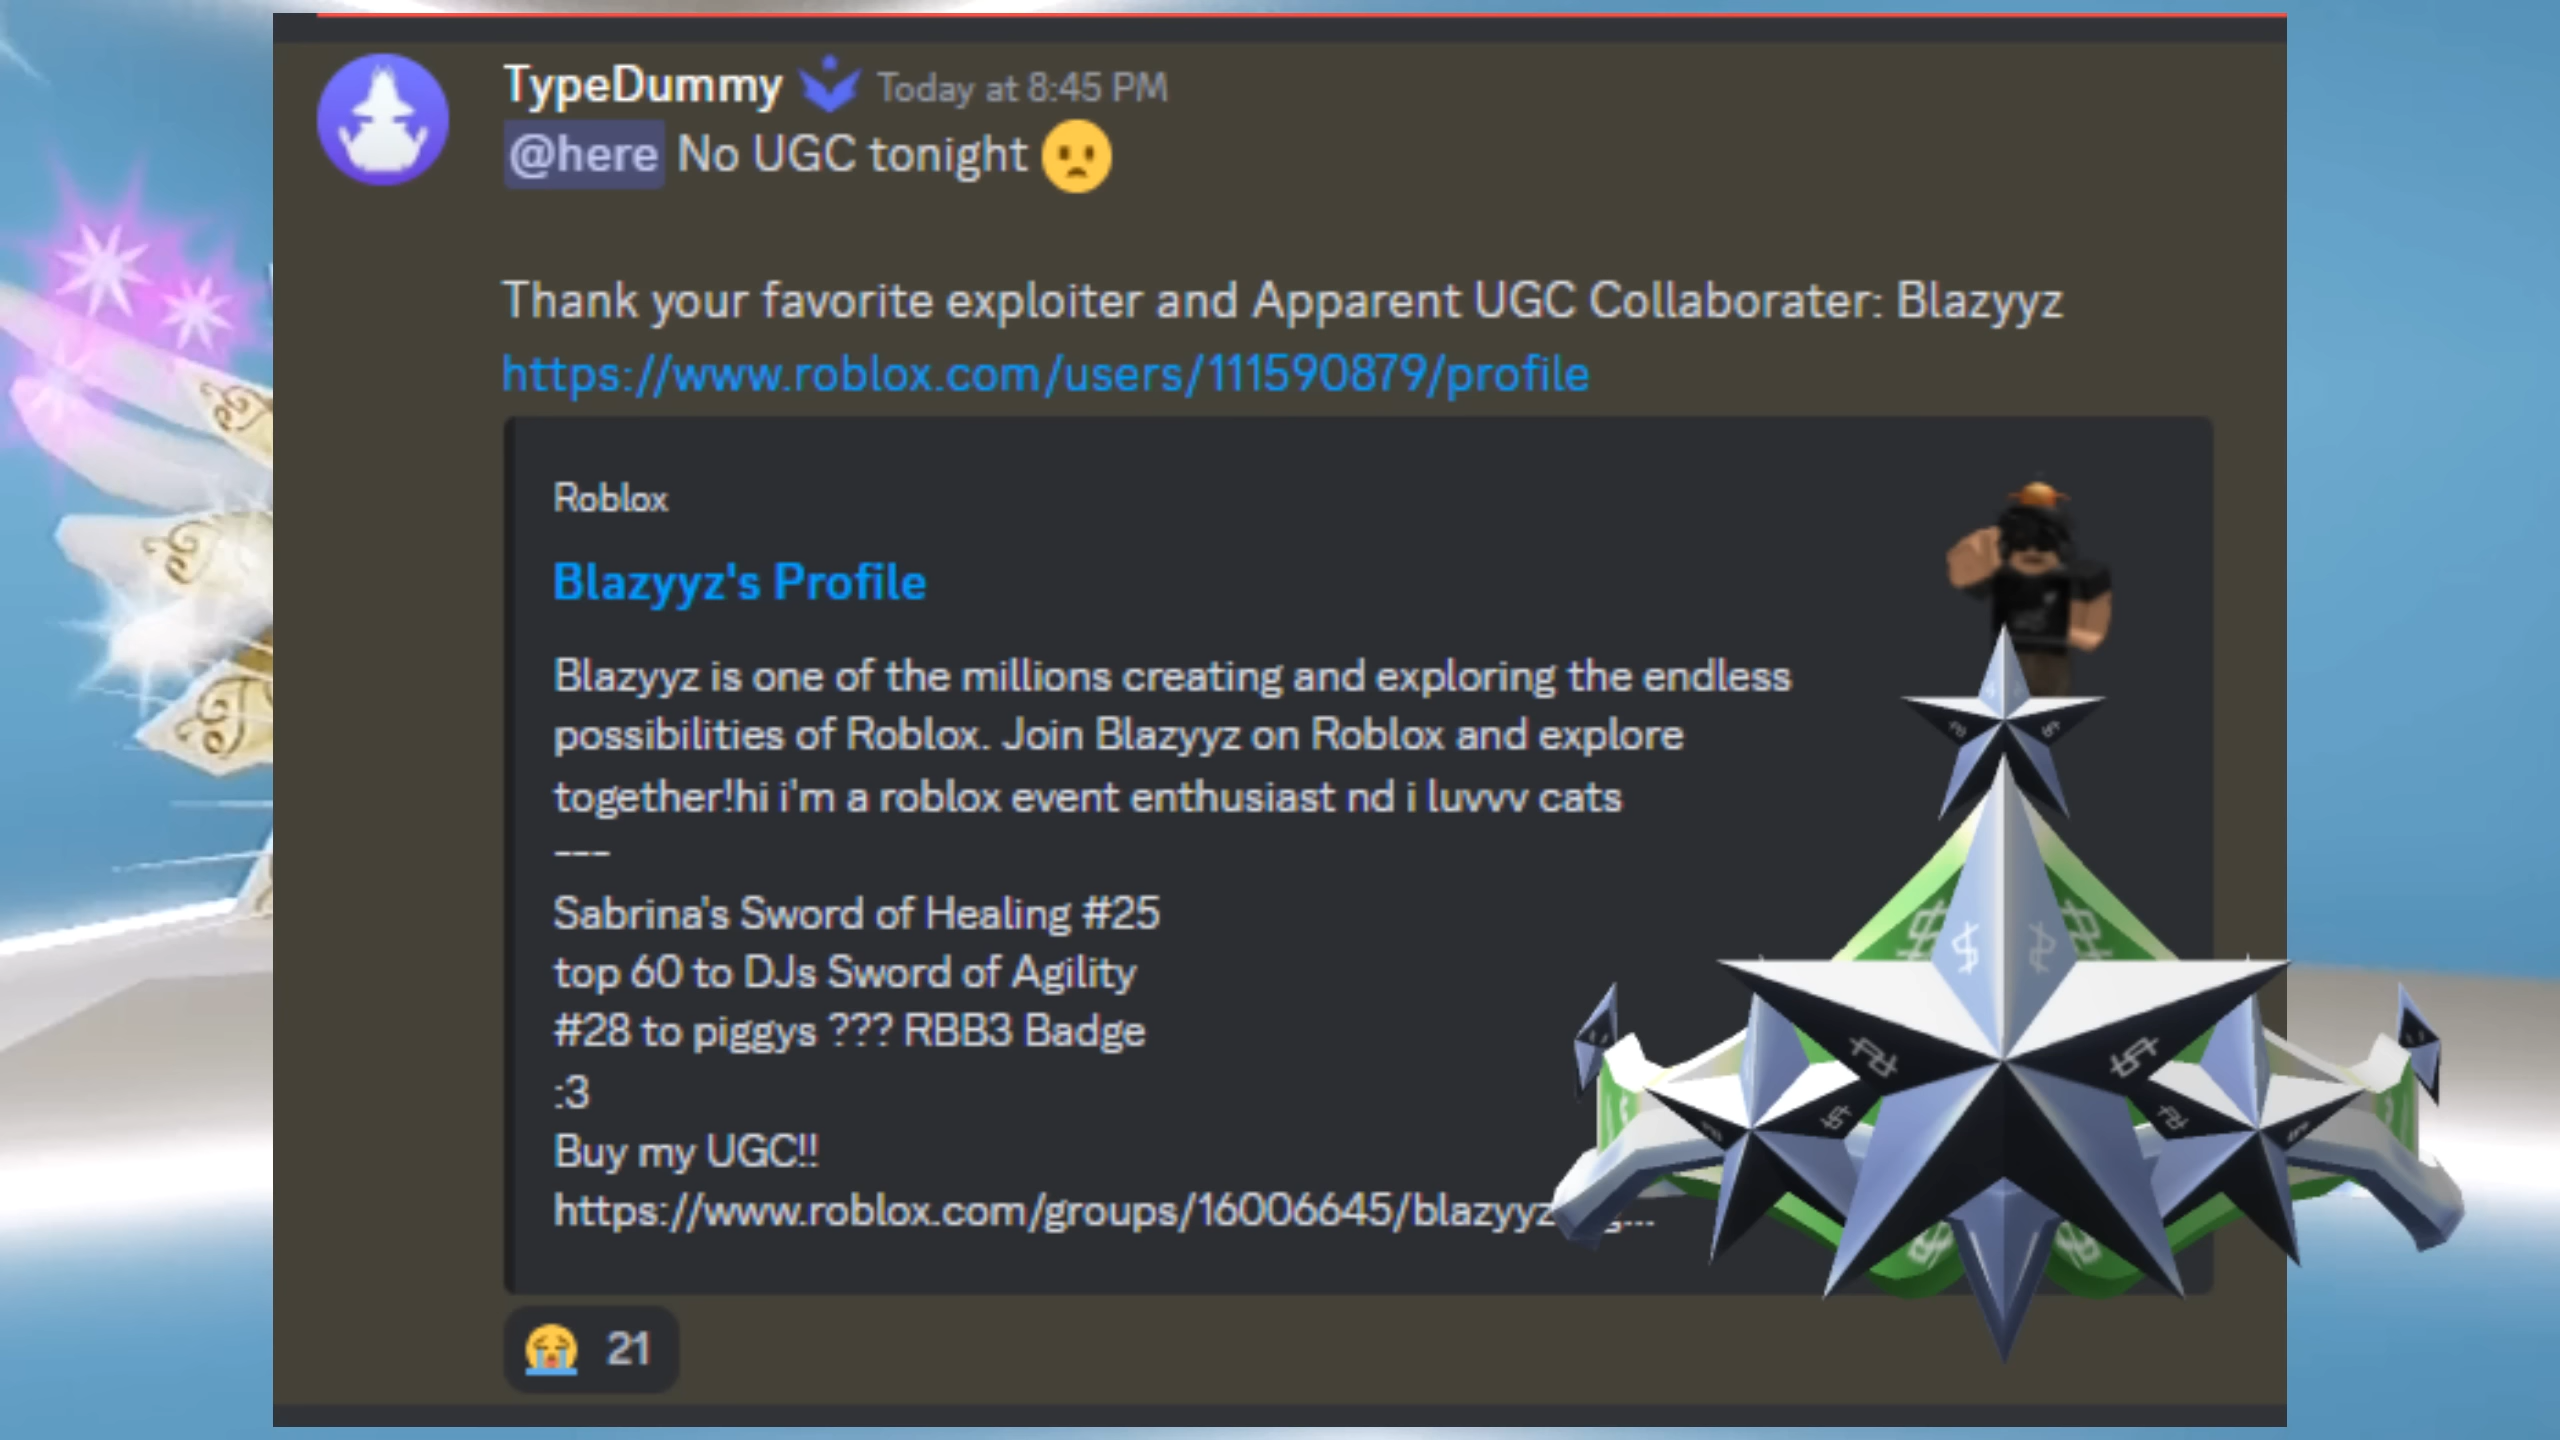 TypeDummy Today at 8:45 PM
@here No UGC tonight
Thank your favorite exploiter and Apparent UGC Collaborater: Blazyyz
https://www.roblox.com/users/111590879/profile
Roblox
Blazyyz's Profile
Blazyyz is one of the millions creating and exploring the endless
possibilities of Roblox. Join Blazyyz on Roblox and explore
together!hi i'm a roblox event enthusiast nd i luvvv cats
---
Sabrina's Sword of Healing #25
top 60 to DJs Sword of Agility
#28 to piggys ??? RBB3 Badge
:3
Buy my UGC!!
https://www.roblox.com/groups/16006645/blazyyz
21